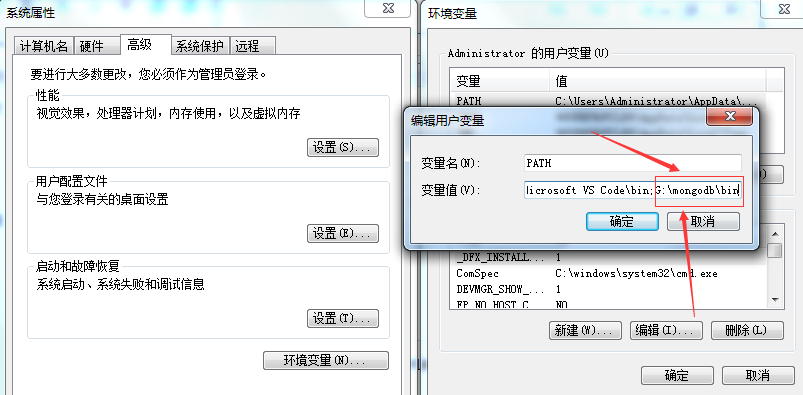 系统属性
计算机名 硬件 高级 系统保护 远程
要进行大多数更改，您必须作为管理员登录。
性能
视觉效果，处理器计划，内存使用，以及虚拟内存
设置(S)...
用户配置文件
与您登录有关的桌面设置
设置(E)...
启动和故障恢复
系统启动、系统失败和调试信息
设置(T)...
环境变量(N)...
环境变量
Administrator 的用户变量(U)
变量 值
PATH C:\Users\Administrator\AppData\...
编辑用户变量
变量名(N): PATH
变量值(V): icrosoft VS Code\bin;G:\mongodb\bin
确定 取消
_DFX_INSTALL... 1
ComSpec C:\windows\system32\cmd.exe
DEVMGR_SHOW_... 1
FP_NO_HOST_C... NO
新建(W)... 编辑(I)... 删除(L)
确定 取消